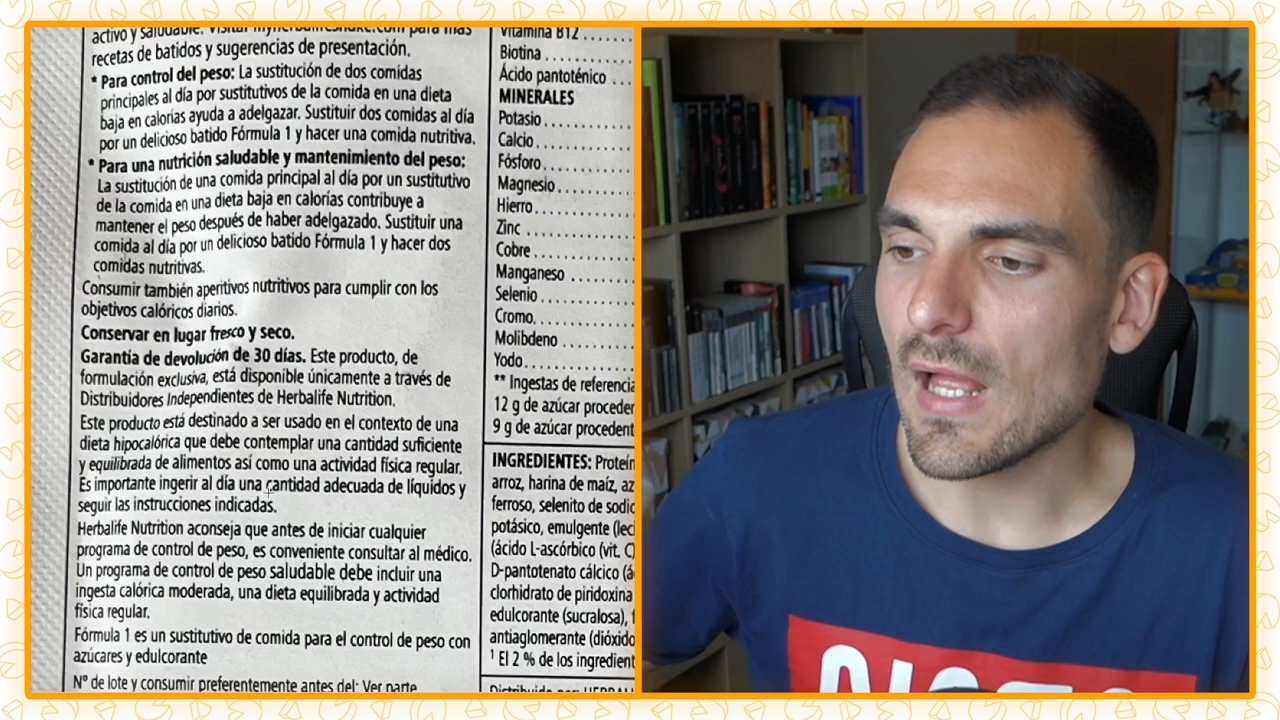 activo y saludable. Visitar myherbalifeshake.com para más
recetas de batidos y sugerencias de presentación.
* Para control del peso: La sustitución de dos comidas
principales al día por sustitutivos de la comida en una dieta
baja en calorías ayuda a adelgazar. Sustituir dos comidas al día
por un delicioso batido Fórmula 1 y hacer una comida nutritiva.
* Para una nutrición saludable y mantenimiento del peso:
La sustitución de una comida principal al día por un sustitutivo
de la comida en una dieta baja en calorías contribuye a
mantener el peso después de haber adelgazado. Sustituir una
comida al día por un delicioso batido Fórmula 1 y hacer dos
comidas nutritivas.
Consumir también aperitivos nutritivos para cumplir con los
objetivos calóricos diarios.
Conservar en lugar fresco y seco.
Garantía de devolución de 30 días. Este producto, de
formulación exclusiva, está disponible únicamente a través de
Distribuidores Independientes de Herbalife Nutrition.
Este producto está destinado a ser usado en el contexto de una
dieta hipocalórica que debe contemplar una cantidad suficiente
y equilibrada de alimentos así como una actividad física regular.
Es importante ingerir al día una cantidad adecuada de líquidos y
seguir las instrucciones indicadas.
Herbalife Nutrition aconseja que antes de iniciar cualquier
programa de control de peso, es conveniente consultar al médico.
Un programa de control de peso saludable debe incluir una
ingesta calórica moderada, una dieta equilibrada y actividad
física regular.
Fórmula 1 es un sustitutivo de comida para el control de peso con
azúcares y edulcorante
Nº de lote y consumir preferentemente antes del: Ver parte
Vitamina B12
Biotina
Ácido pantoténico
MINERALES
Potasio
Calcio
Fósforo
Magnesio
Hierro
Zinc
Cobre
Manganeso
Selenio
Cromo
Molibdeno
Yodo
** Ingestas de referencia
12 g de azúcar proceden
9 g de azúcar procedent
INGREDIENTES: Proteín
arroz, harina de maíz, az
ferroso, selenito de sodio
potásico, emulgente (leci
(ácido L-ascórbico (vit. C)
D-pantotenato cálcico (á
clorhidrato de piridoxina
edulcorante (sucralosa), f
antiaglomerante (dióxido
¹ El 2 % de los ingredient
Distribuido por: HERBAL